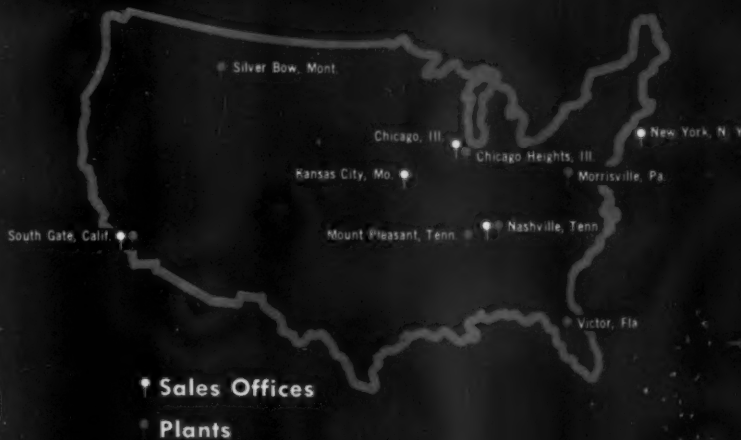 Silver Bow, Mont.
Chicago, Ill.
New York, N. Y
Chicago Heights, Ill.
Kansas City, Mo.
Morrisville, Pa.
South Gate, Calif.
Mount Pleasant, Tenn.
Nashville, Tenn
Victor, Fla
Sales Offices
Plants